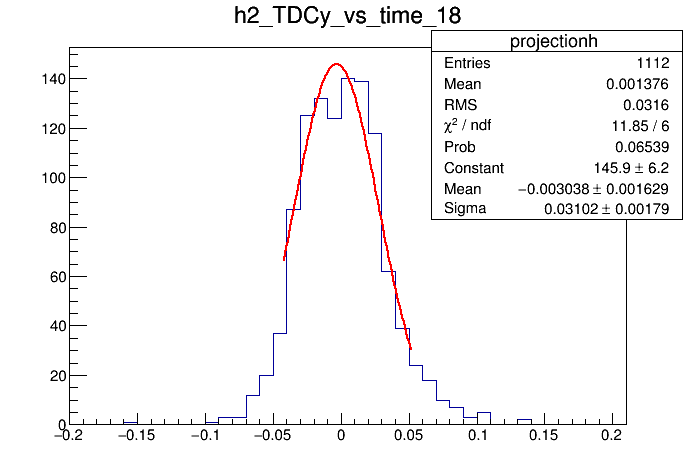 h2_TDCy_vs_time_18
projectionh
Entries 1112
Mean 0.001376
RMS 0.0316
χ² / ndf 11.85 / 6
Prob 0.06539
Constant 145.9 ± 6.2
Mean −0.003038 ± 0.001629
Sigma 0.03102 ± 0.00179
140
120
100
80
60
40
20
0
−0.2 −0.15 −0.1 −0.05 0 0.05 0.1 0.15 0.2